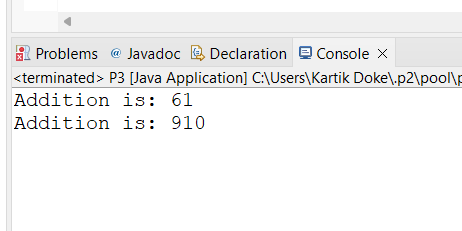 Problems @ Javadoc Declaration Console
<terminated> P3 [Java Application] C:\Users\Kartik Doke\.p2\pool\p
Addition is: 61
Addition is: 910